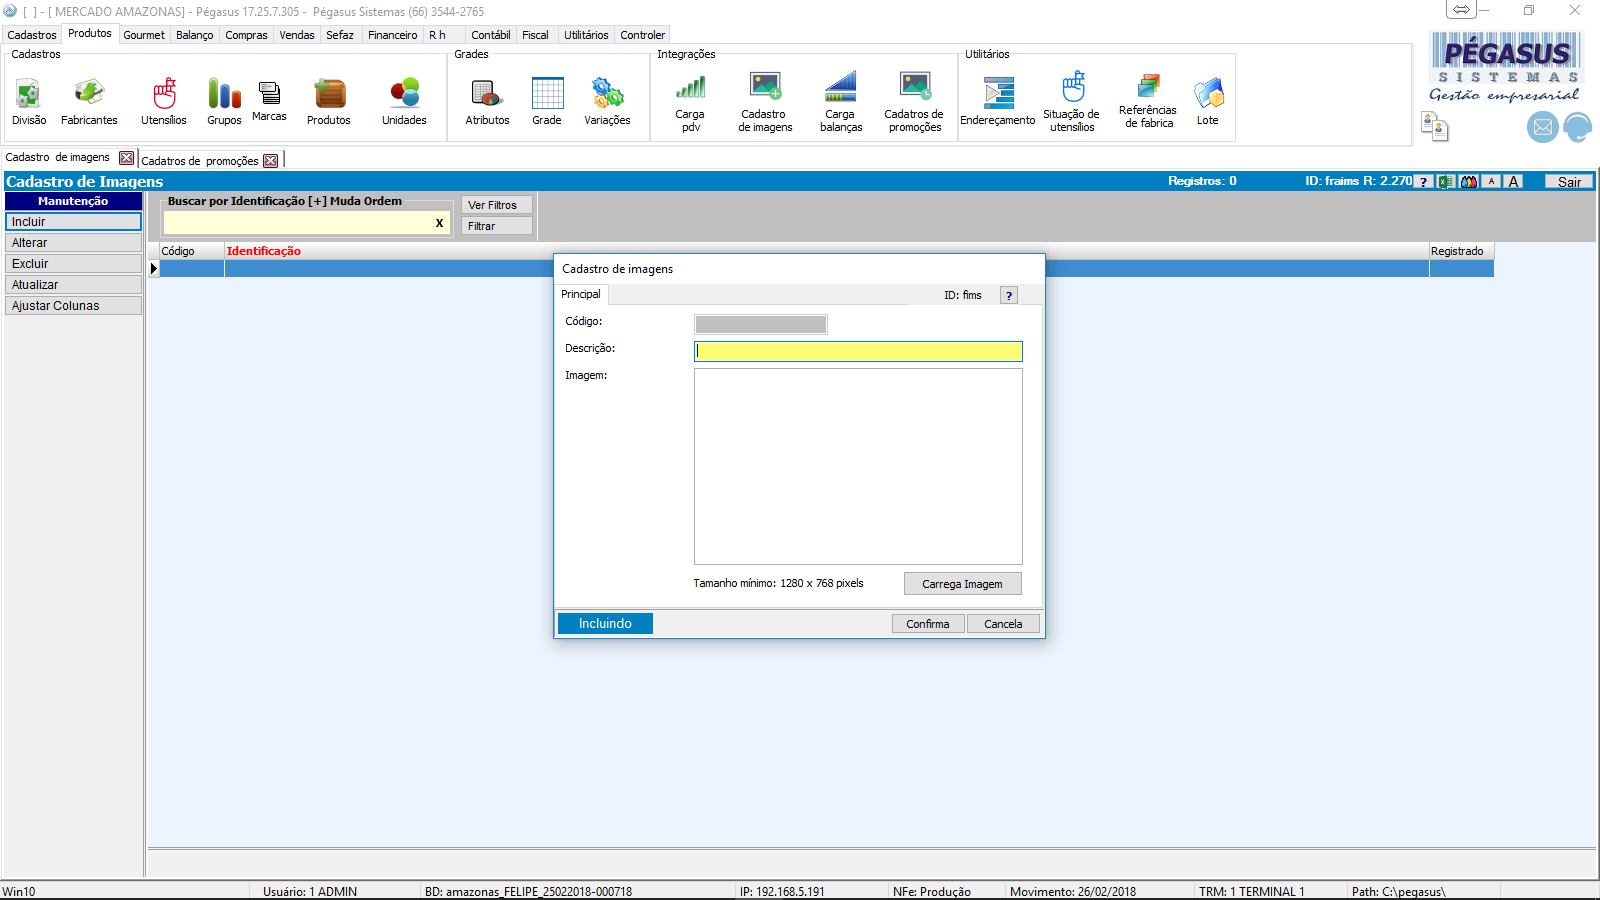 [ ] - [ MERCADO AMAZONAS] - Pégasus 17.25.7.305 - Pégasus Sistemas (66) 3544-2765
Cadastros Produtos Gourmet Balanço Compras Vendas Sefaz Financeiro R h Contábil Fiscal Utilitários Controler
Cadastros
Divisão
Fabricantes
Utensílios
Grupos
Marcas
Produtos
Unidades
Grades
Atributos
Grade
Variações
Integrações
Carga
pdv
Cadastro
de imagens
Carga
balanças
Cadatros de
promoções
Utilitários
Endereçamento
Situação de
utensílios
Referências
de fabrica
Lote
PÉGASUS
SISTEMAS
Gestão empresarial
Cadastro de imagens
Cadatros de promoções
Cadastro de Imagens
Registros: 0
ID: fraims R: 2.270
?
A
A
Sair
Manutenção
Incluir
Alterar
Excluir
Atualizar
Ajustar Colunas
Buscar por Identificação [+] Muda Ordem
x
Ver Filtros
Filtrar
Código Identificação Registrado
Cadastro de imagens
Principal
ID: fims
?
Código:
Descrição:
Imagem:
Tamanho mínimo: 1280 x 768 pixels
Carrega Imagem
Incluindo
Confirma
Cancela
Win10
Usuário: 1 ADMIN
BD: amazonas_FELIPE_25022018-000718
IP: 192.168.5.191
NFe: Produção
Movimento: 26/02/2018
TRM: 1 TERMINAL 1
Path: C:\pegasus\